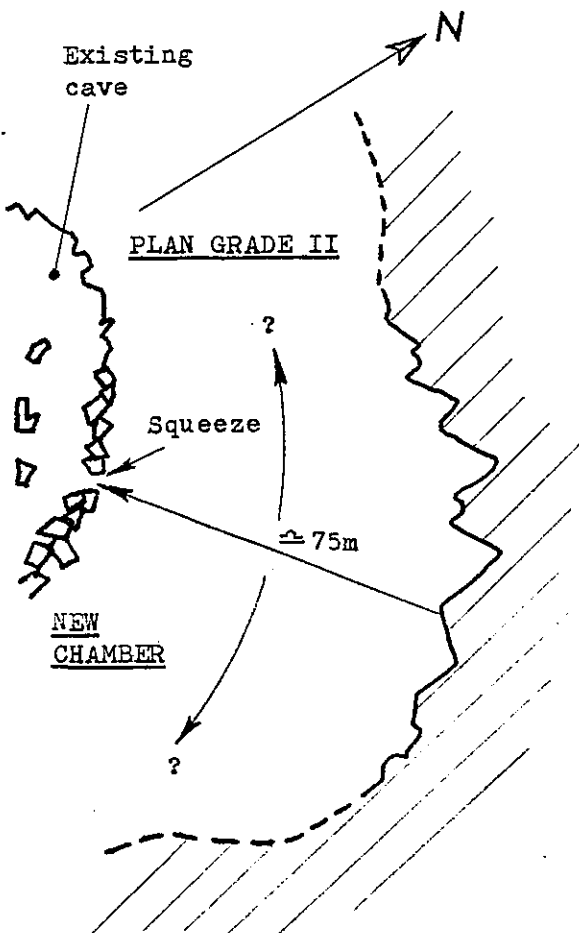 N
Existing
cave
PLAN GRADE II
?
Squeeze
≏ 75m
NEW
CHAMBER
?